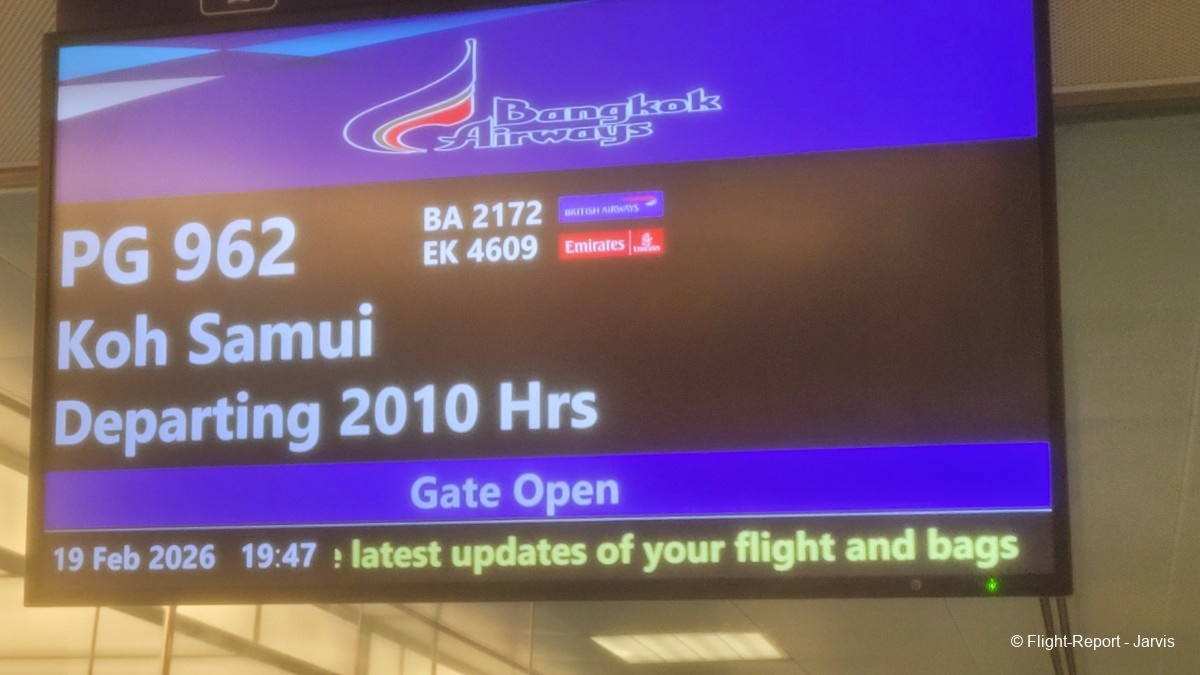 Bangkok
Airways
PG 962
BA 2172 BRITISH AIRWAYS
EK 4609 Emirates Emirates
Koh Samui
Departing 2010 Hrs
Gate Open
19 Feb 2026 19:47 latest updates of your flight and bags
© Flight-Report - Jarvis